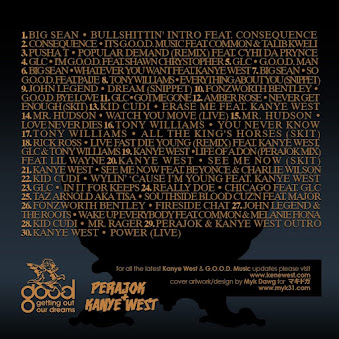 1.BIG SEAN • BULLSHITTIN' INTRO FEAT. CONSEQUENCE
2.CONSEQUENCE • IT'S G.O.O.D. MUSIC FEAT COMMON & TALIB KWELI
3.PUSHA T • POPULAR DEMAND (REMIX) FEAT. CYHI DA PRYNCE
4.GLC • I'M G.O.O.D. FEAT. SHAWN CHRYSTOPHER 5.GLC • G.O.O.D. MAN
6.BIG SEAN • WHATEVER YOU WANT FEAT. KANYE WEST 7.BIG SEAN • SO
G.O.O.D. FEAT. PADE 8.TONY WILLIAMS • EVERYTHING ABOUT YOU (SNIPPET)
9.JOHN LEGEND • DREAM (SNIPPET) 10.FONZWORTH BENTLEY •
G.O.O.D. BYE LOVE 11.GLC • GOT ME GONE 12.AMBER ROSE • NEVER GET
ENOUGH (SKIT) 13.KID CUDI • ERASE ME FEAT. KANYE WEST
14.MR. HUDSON • WATCH YOU MOVE (LIVE) 15.MR. HUDSON •
LOVE NEVER DIES 16.TONY WILLIAMS • YOU NEVER KNOW
17.TONY WILLIAMS • ALL THE KING'S HORSES (SKIT)
18.RICK ROSS • LIVE FAST DIE YOUNG (REMIX) FEAT. KANYE WEST,
GLC & TONY WILLIAMS 19.KANYE WEST • LIFE OF A DON (PERAJOK MIX)
FEAT LIL WAYNE 20.KANYE WEST • SEE ME NOW (SKIT)
21.KANYE WEST • SEE ME NOW FEAT. BEYONCE & CHARLIE WILSON
22.KID CUDI • WYLIN' 'CAUSE I'M YOUNG FEAT. KANYE WEST
23.GLC • IN IT FOR KEEPS 24.REALLY DOE • CHICAGO FEAT GLC
25.TAZ ARNOLD AKA TI$A • SOUTHSIDE BLOOD CUZN FEAT MAJOR
26.FONZWORTH BENTLEY • FIRESIDE CHAT 27.JOHN LEGEND &
THE ROOTS • WAKE UP EVERYBODY FEAT COMMON & MELANIE FIONA
28.KID CUDI • MR. RAGER 29.PERAJOK & KANYE WEST OUTRO
30.KANYE WEST • POWER (LIVE)
good
getting out
our dreams
PERAJOK
KANYE WEST
for all the latest Kanye West & G.O.O.D. Music updates please visit
www.kenewest.com
cover artwork/design by Myk Dawg for マイドガ
www.myk31.com